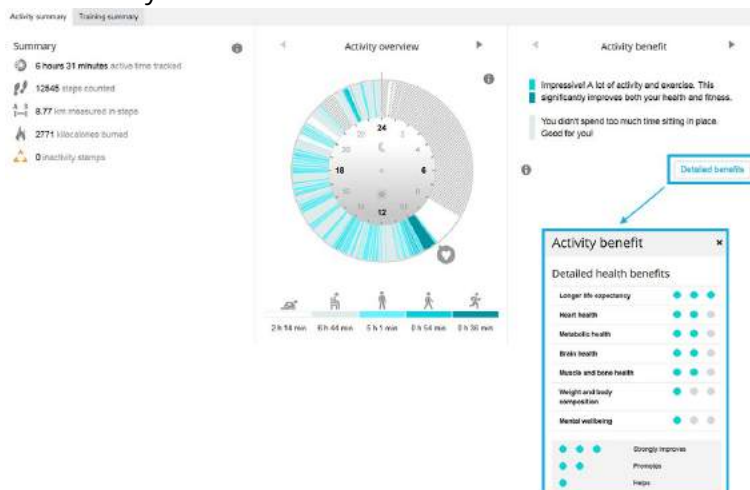 Activity summary Training summary
Summary
6 hours 31 minutes active time tracked
12845 steps counted
8.77 km measured in steps
2771 kilocalories burned
0 inactivity stamps
Activity overview
24
18
6
12
2 h 14 min 6 h 44 min 5 h 1 min 0 h 54 min 0 h 36 min
Activity benefit
Impressive! A lot of activity and exercise. This
significantly improves both your health and fitness.
You didn't spend too much time sitting in place.
Good for you!
Detailed benefits
Activity benefit
Detailed health benefits
Longer life expectancy
Heart health
Metabolic health
Brain health
Muscle and bone health
Weight and body
composition
Mental wellbeing
Strongly improves
Promotes
Helps